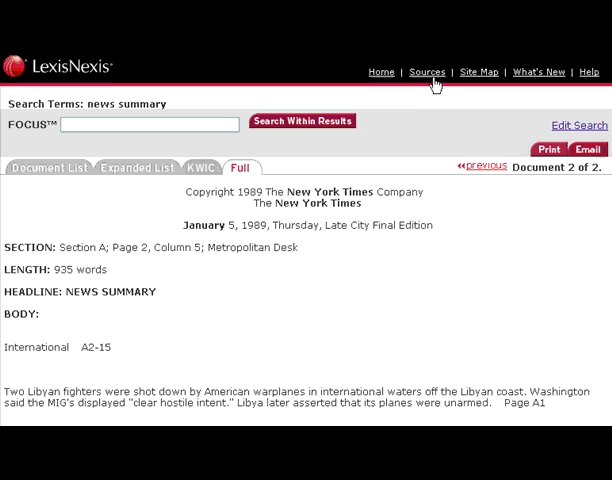 LexisNexis®
Home | Sources | Site Map | What's New | Help
Search Terms: news summary
FOCUS™ Search Within Results
Edit Search
Print Email
Document List Expanded List KWIC Full previous Document 2 of 2.
Copyright 1989 The New York Times Company
The New York Times
January 5, 1989, Thursday, Late City Final Edition
SECTION: Section A; Page 2, Column 5; Metropolitan Desk
LENGTH: 935 words
HEADLINE: NEWS SUMMARY
BODY:
International A2-15
Two Libyan fighters were shot down by American warplanes in international waters off the Libyan coast. Washington
said the MIG's displayed "clear hostile intent." Libya later asserted that its planes were unarmed. Page A1